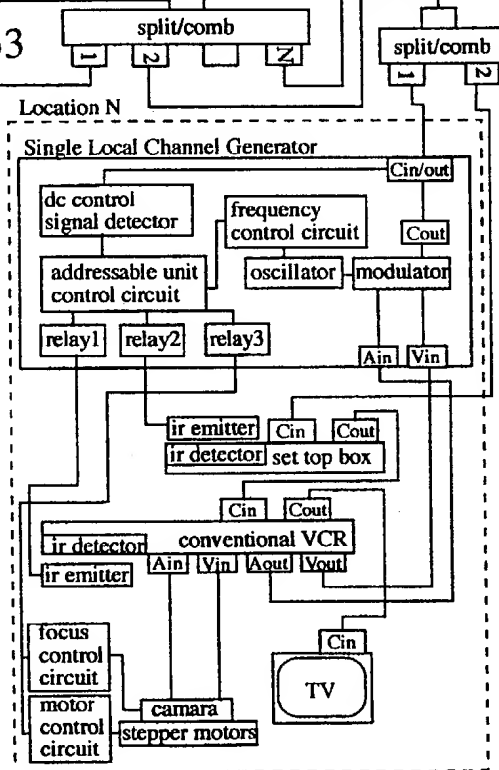 split/comb
3
1
2
N
split/comb
1
2
Location N
Single Local Channel Generator
Cin/out
dc control
signal detector
frequency
control circuit
Cout
addressable unit
control circuit
oscillator
modulator
relay1
relay2
relay3
Ain
Vin
ir emitter
Cin
Cout
ir detector
set top box
Cin
Cout
conventional VCR
ir detector
Ain
Vin
Aout
Vout
ir emitter
focus
control
circuit
Cin
TV
motor
control
circuit
camara
stepper motors